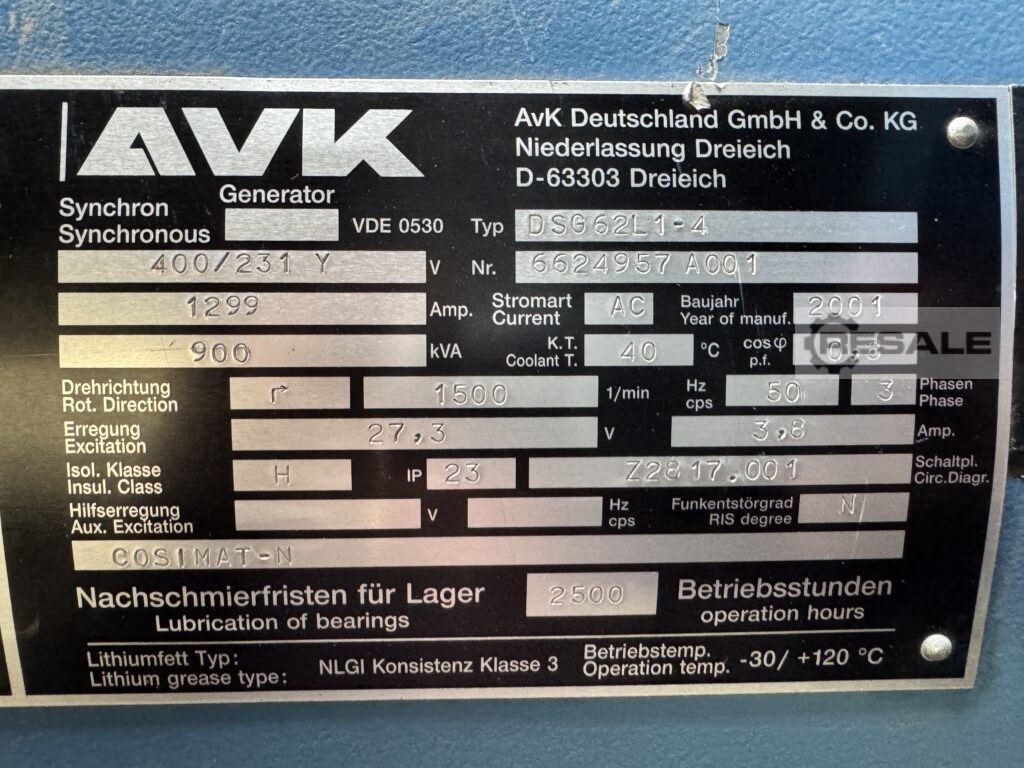 AVK
AvK Deutschland GmbH & Co. KG
Niederlassung Dreieich
D-63303 Dreieich
Synchron Generator
Synchronous
VDE 0530 Typ DSG62L1-4
400/231 Y V Nr. 6624957 A001
1299 Amp. Stromart AC Baujahr 2001
Current Year of manuf.
900 kVA K.T. 40 °C cos φ 0,8
Coolant T. p.f.
RESALE
Drehrichtung 1500 1/min Hz 50 3 Phasen
Rot. Direction cps Phase
Erregung 27,3 V 3,8 Amp.
Excitation
Isol. Klasse H IP 23 Z2817.001 Schaltpl.
Insul. Class Circ.Diagr.
Hilfserregung V Hz Funkentstörgrad N
Aux. Excitation cps RIS degree
COSIMAT-N
Nachschmierfristen für Lager 2500 Betriebsstunden
Lubrication of bearings operation hours
Lithiumfett Typ: NLGI Konsistenz Klasse 3 Betriebstemp. -30/ +120 °C
Lithium grease type: Operation temp.